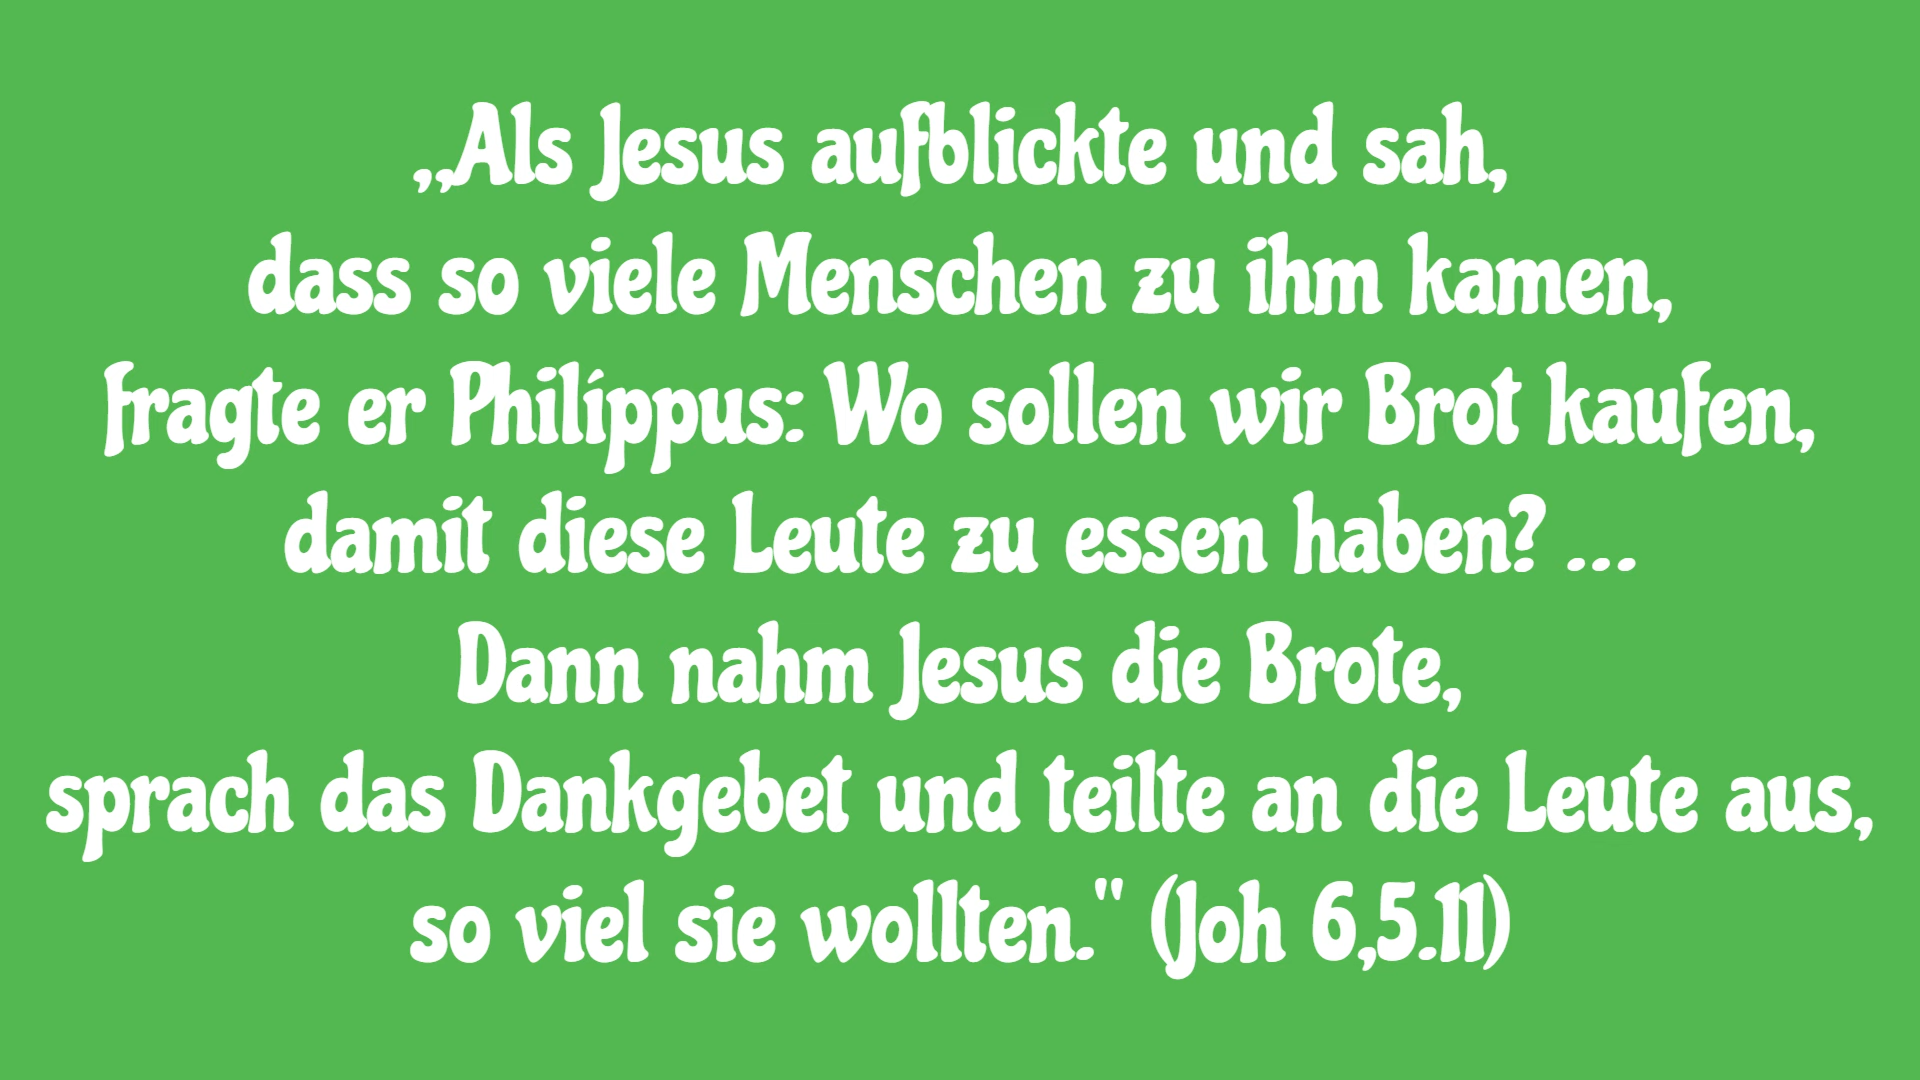 „Als Jesus aufblickte und sah,
dass so viele Menschen zu ihm kamen,
fragte er Philíppus: Wo sollen wir Brot kaufen,
damit diese Leute zu essen haben? ...
Dann nahm Jesus die Brote,
sprach das Dankgebet und teilte an die Leute aus,
so viel sie wollten." (Joh 6,5.11)